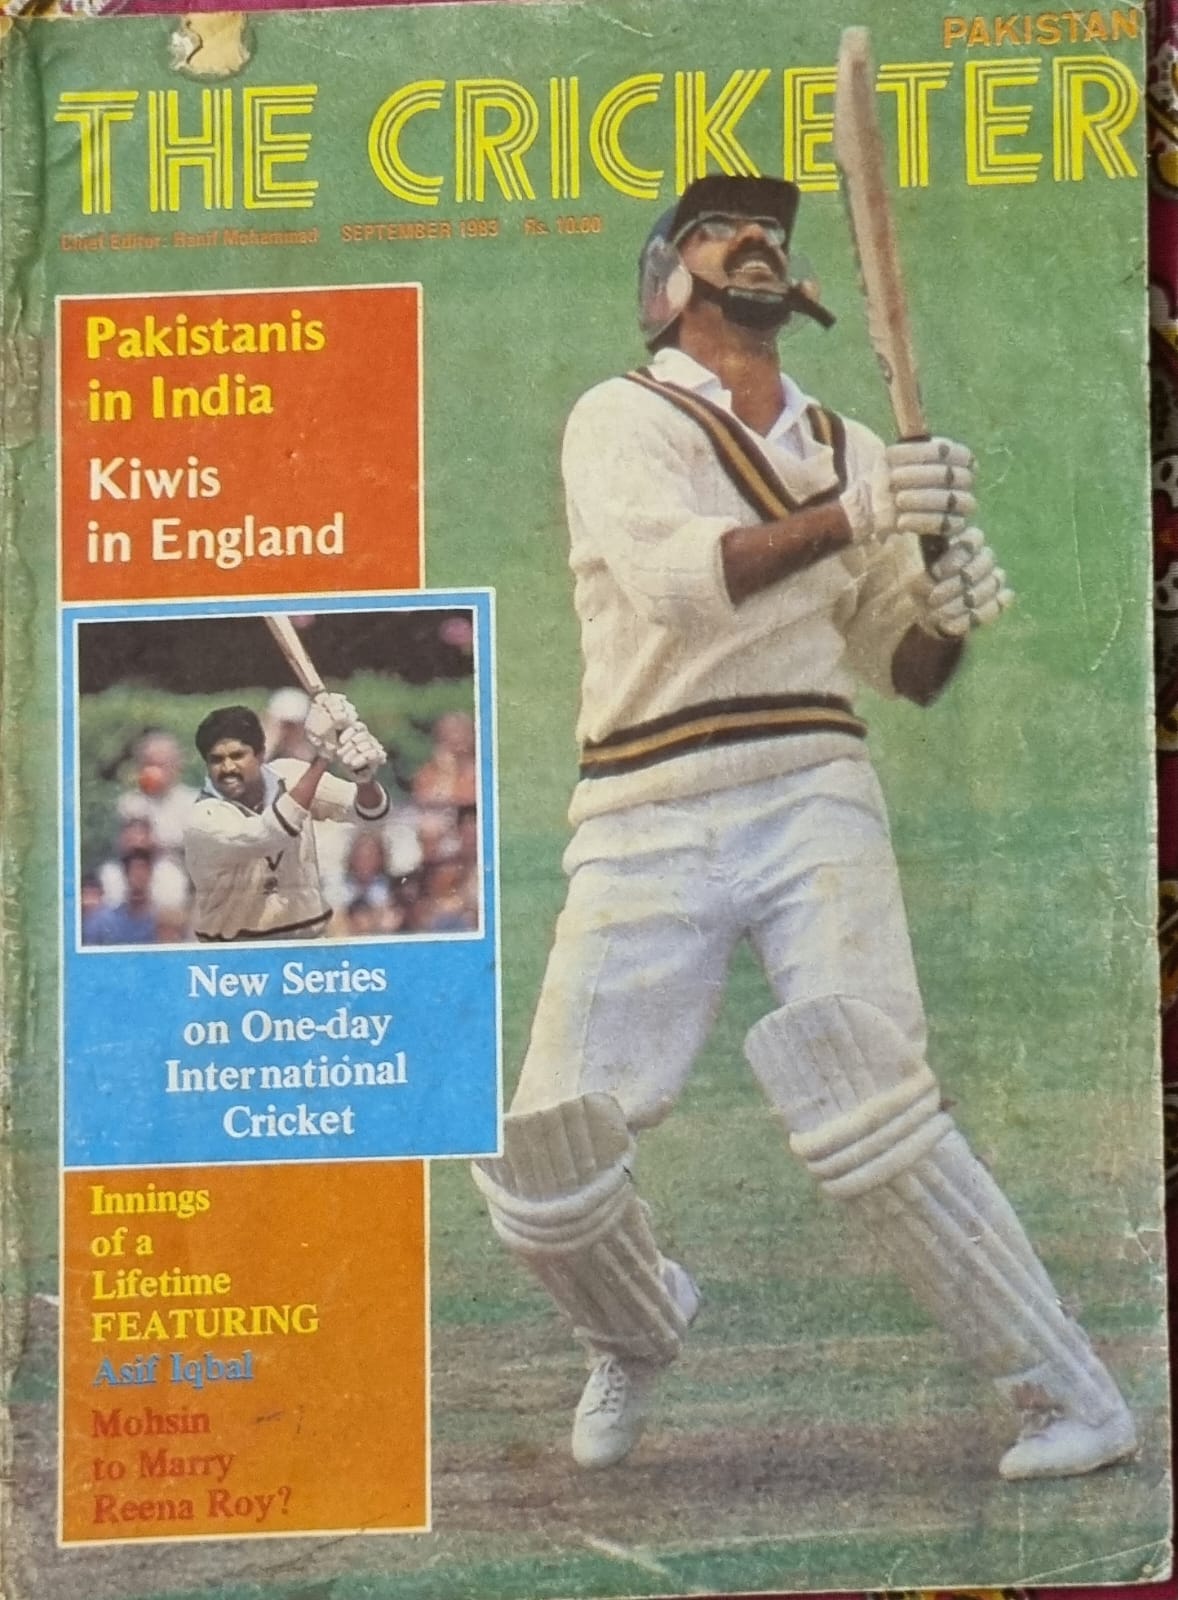 PAKISTAN
THE CRICKETER
Chief Editor: Hanif Mohammad SEPTEMBER 1983 Rs. 10.00
Pakistanis
in India
Kiwis
in England
New Series
on One-day
International
Cricket
Innings
of a
Lifetime
FEATURING
Asif Iqbal
Mohsin
to Marry
Reena Roy?